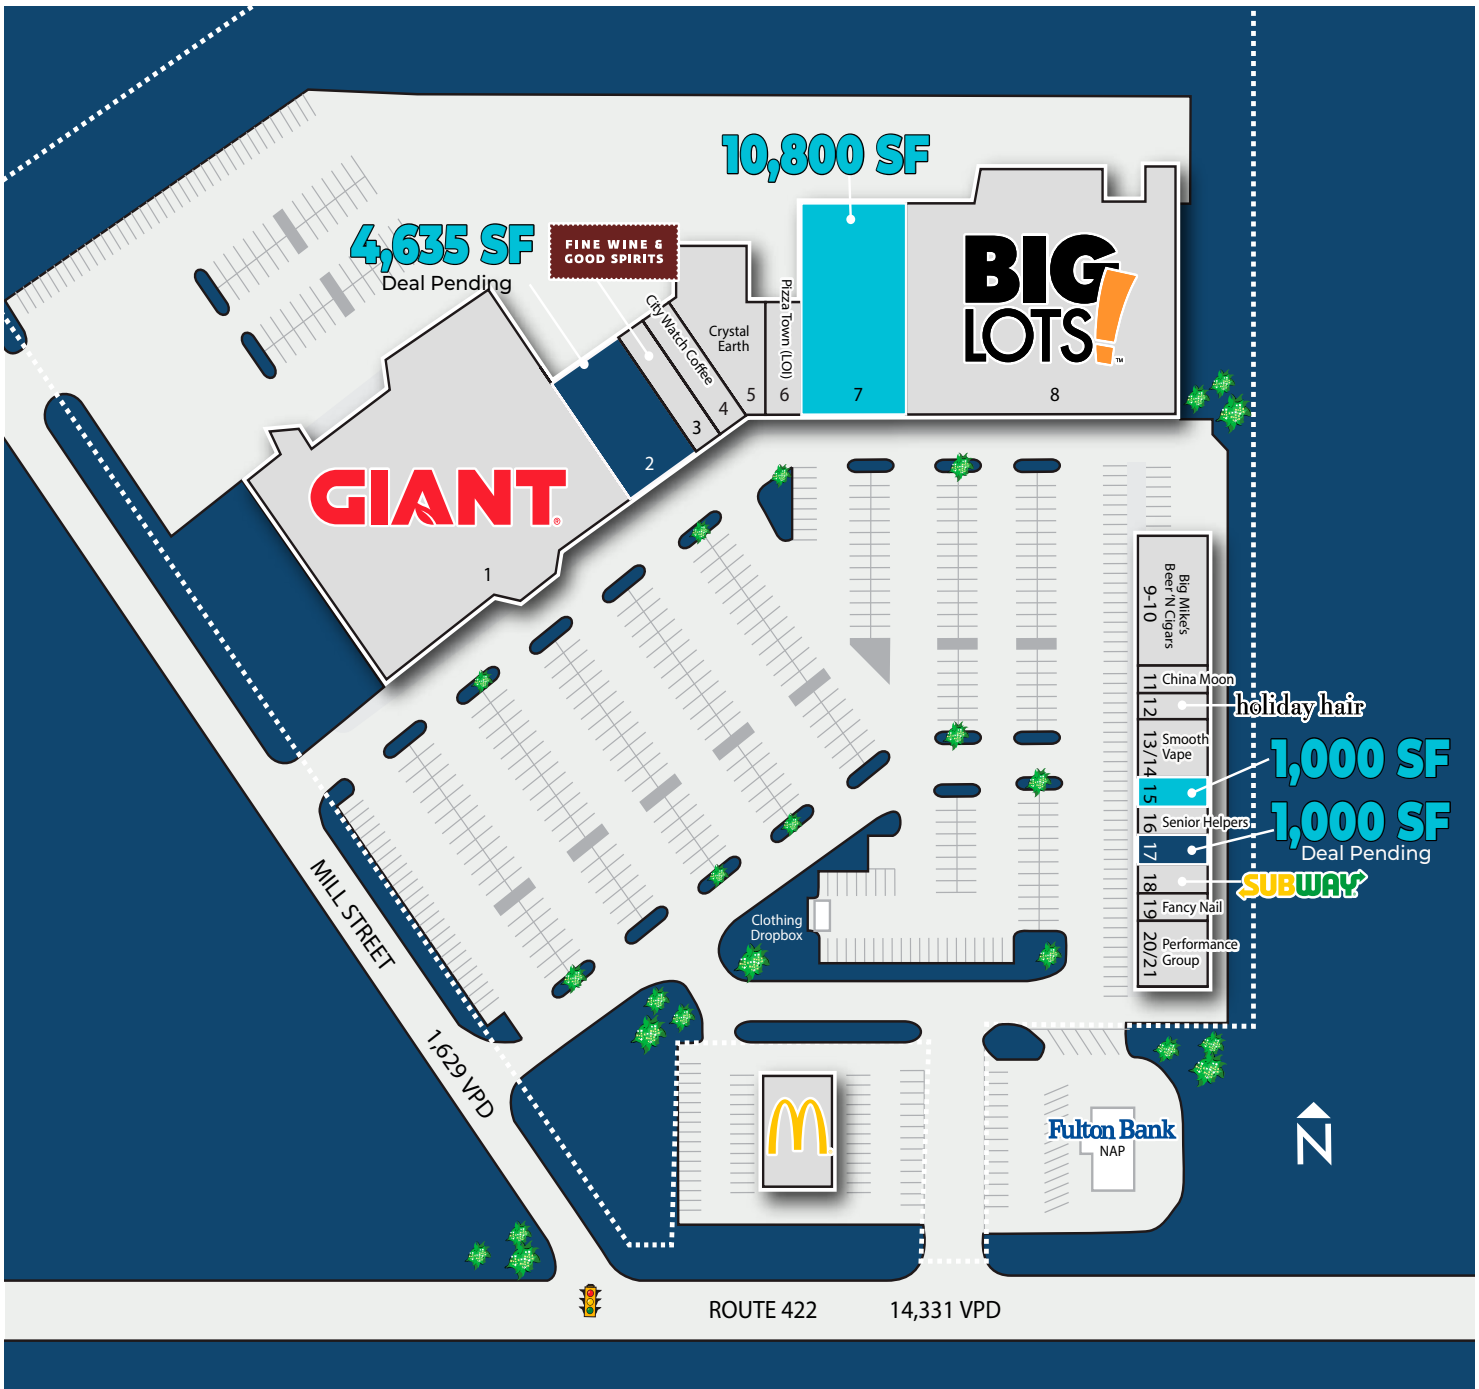 10,800 SF
4,635 SF
Deal Pending
FINE WINE &
GOOD SPIRITS
City Watch Coffee
Crystal
Earth
Pizza Town (LOI)
BIG
LOTS!
™
GIANT
®
1
2
3
4
5
6
7
8
Big Mike's
Beer 'N Cigars
9-10
11
China Moon
12
holiday hair
13/14
Smooth
Vape
15
1,000 SF
16
Senior Helpers
17
1,000 SF
Deal Pending
18
SUBWAY
19
Fancy Nail
20/21
Performance
Group
Clothing
Dropbox
MILL STREET
1,629 VPD
M
Fulton Bank
NAP
N
ROUTE 422
14,331 VPD